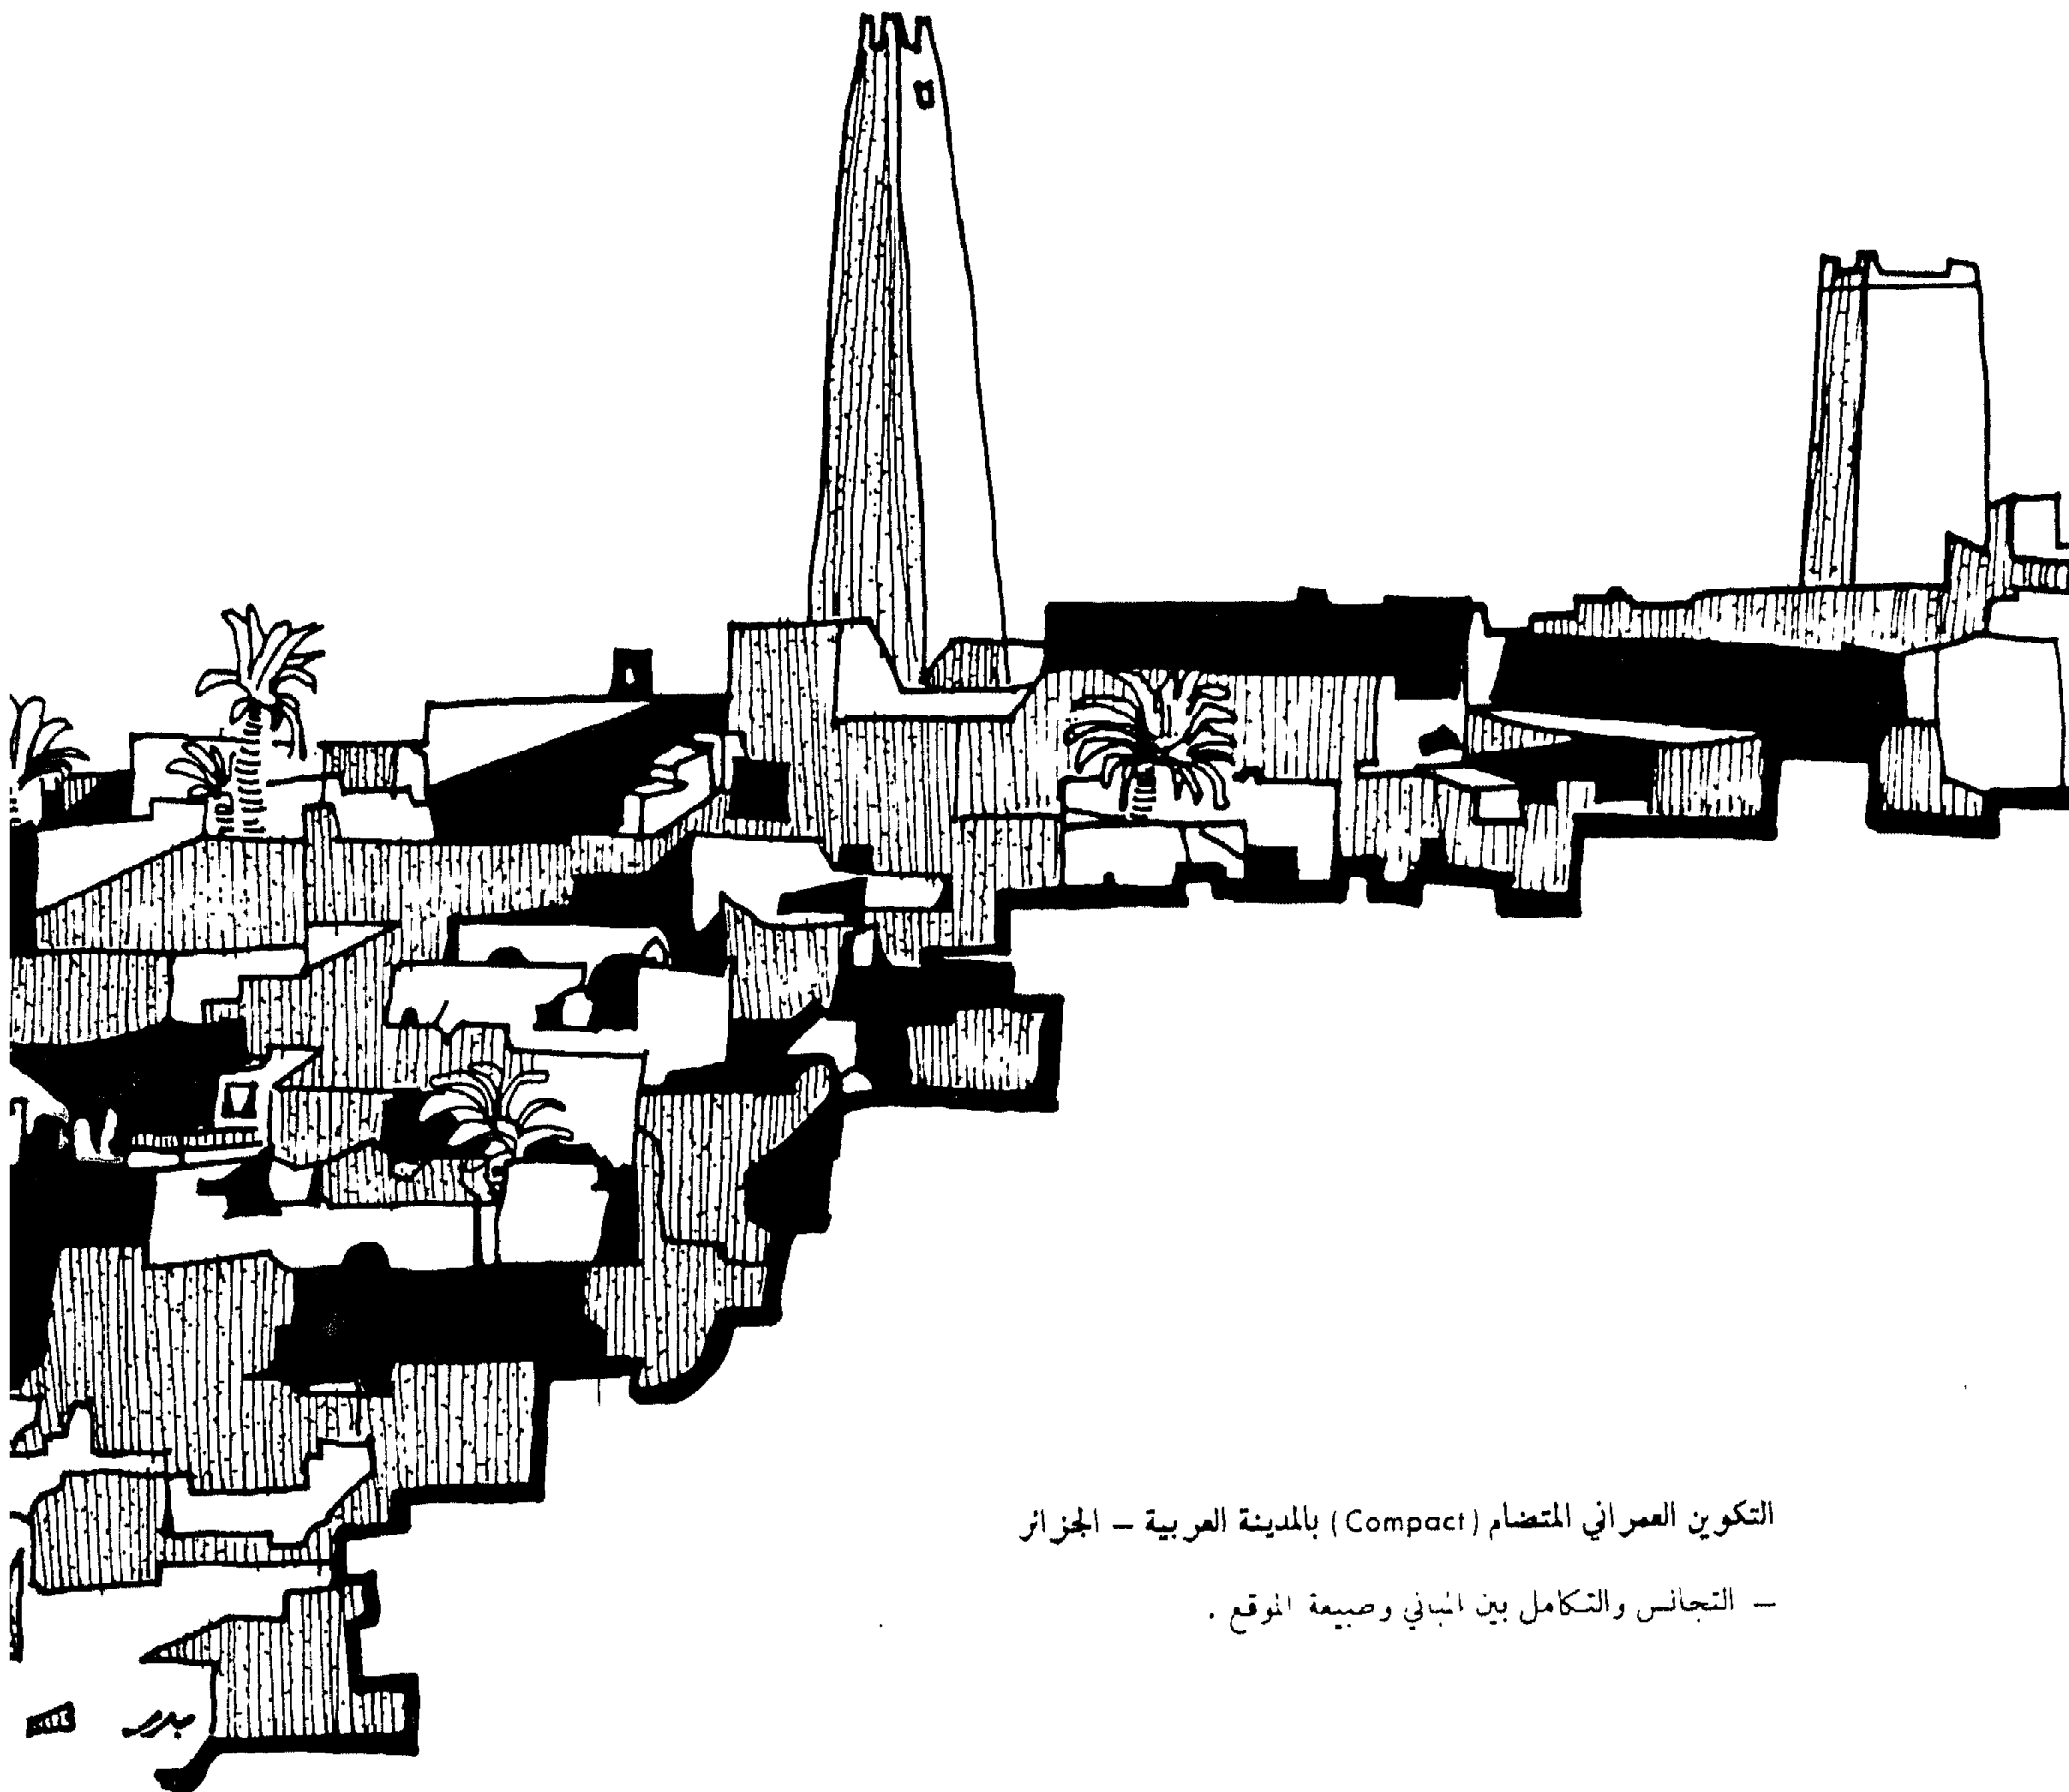 التكوين العمراني المتضام (Compact) بالمدينة العربية – الجزائر
– التجانس والتكامل بين المباني وطبيعة الموقع .